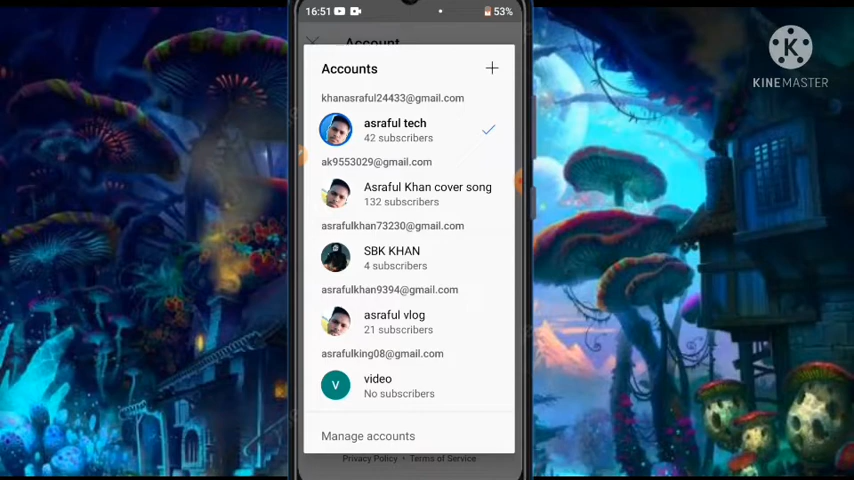 16:51
53%
Account
Accounts
khanasraful24433@gmail.com
asraful tech
42 subscribers
ak9553029@gmail.com
Asraful Khan cover song
132 subscribers
asrafulkhan73230@gmail.com
SBK KHAN
4 subscribers
asrafulkhan9394@gmail.com
asraful vlog
21 subscribers
asrafulking08@gmail.com
V
video
No subscribers
Manage accounts
Privacy Policy • Terms of Service
K
KINEMASTER